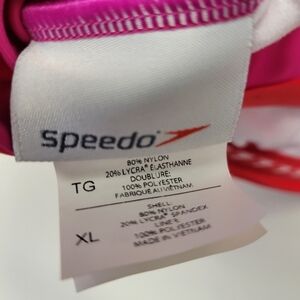 speedo
80% NYLON
20% LYCRA® ÉLASTHANNE
TG
DOUBLURE:
100% POLYESTER
FABRIQUÉ AU VIETNAM
SHELL:
80% NYLON
20% LYCRA® SPANDEX
XL
LINER:
100% POLYESTER
MADE IN VIETNAM